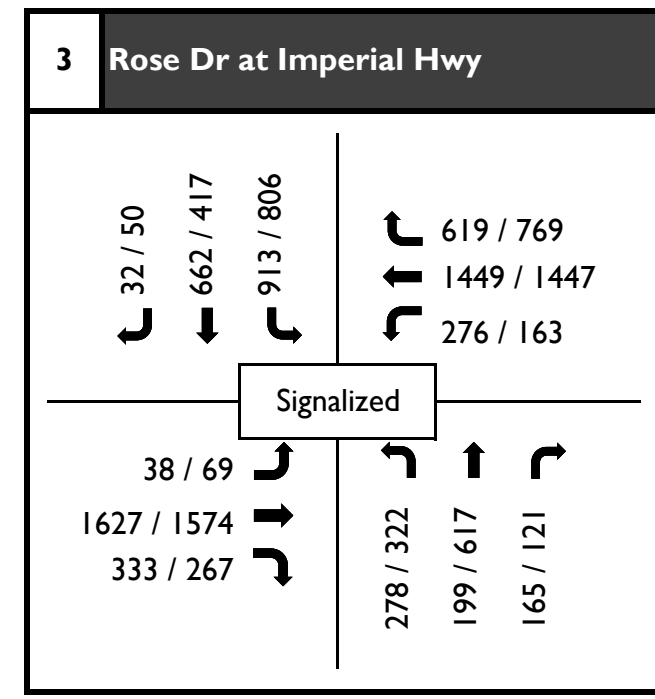 3 Rose Dr at Imperial Hwy
32 / 50
662 / 417
913 / 806
619 / 769
1449 / 1447
276 / 163
Signalized
38 / 69
1627 / 1574
333 / 267
278 / 322
199 / 617
165 / 121